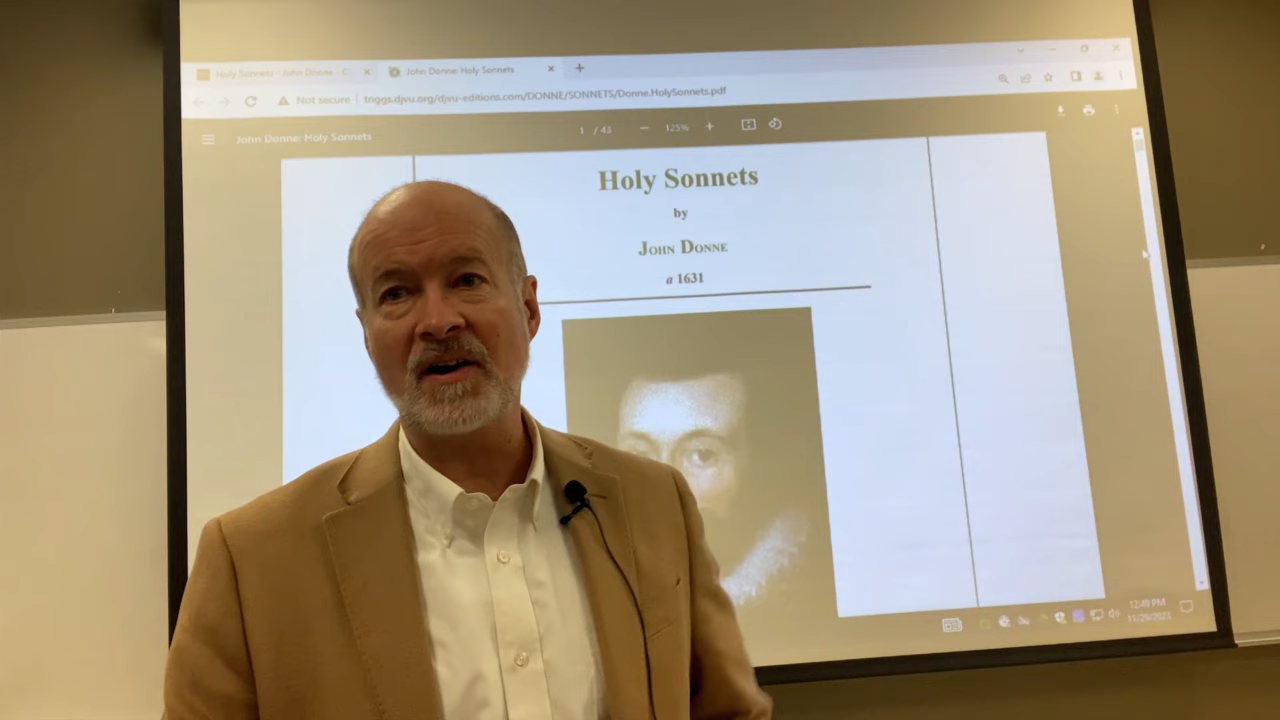 Holy Sonnets - John Donne
John Donne: Holy Sonnets
Not secure | triggs.djvu.org/djvu-editions.com/DONNE/SONNETS/Donne.HolySonnets.pdf
John Donne: Holy Sonnets
1 / 43 — 125% +
Holy Sonnets
by
JOHN DONNE
a 1631
12:49 PM